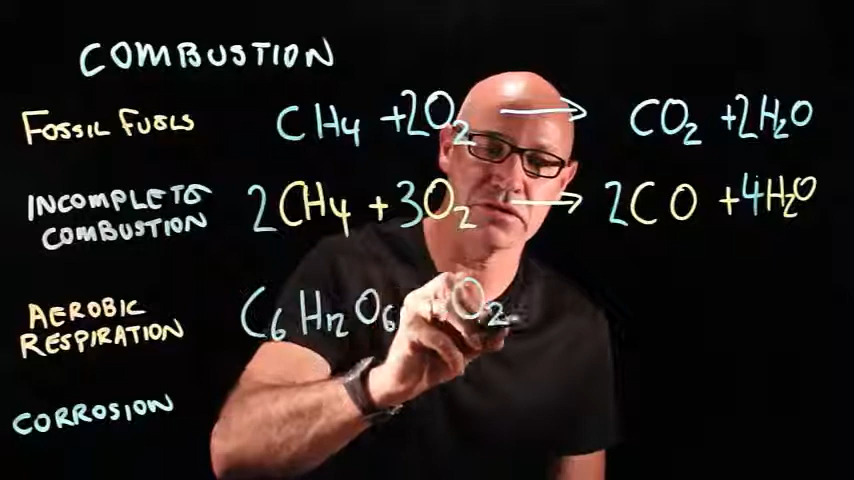 COMBUSTION
FOSSIL FUELS CH4 +2O2 → CO2 +2H2O
INCOMPLETE COMBUSTION 2CH4 + 3O2 → 2CO +4H2O
AEROBIC RESPIRATION C6H12O6 O2
CORROSION